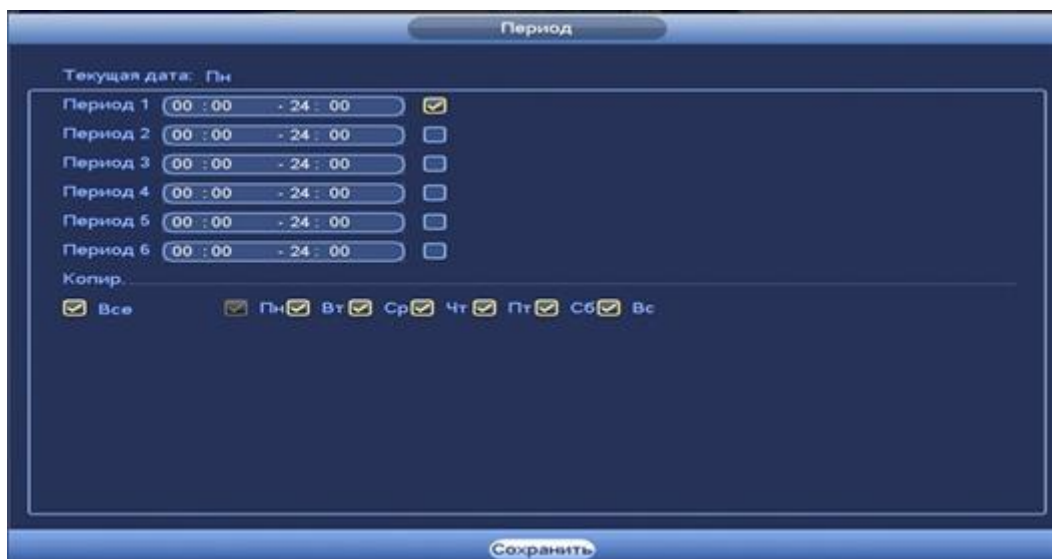 Период
Текущая дата: Пн
Период 1 00 : 00 - 24 : 00
Период 2 00 : 00 - 24 : 00
Период 3 00 : 00 - 24 : 00
Период 4 00 : 00 - 24 : 00
Период 5 00 : 00 - 24 : 00
Период 6 00 : 00 - 24 : 00
Копир.
Все Пн Вт Ср Чт Пт Сб Вс
Сохранить